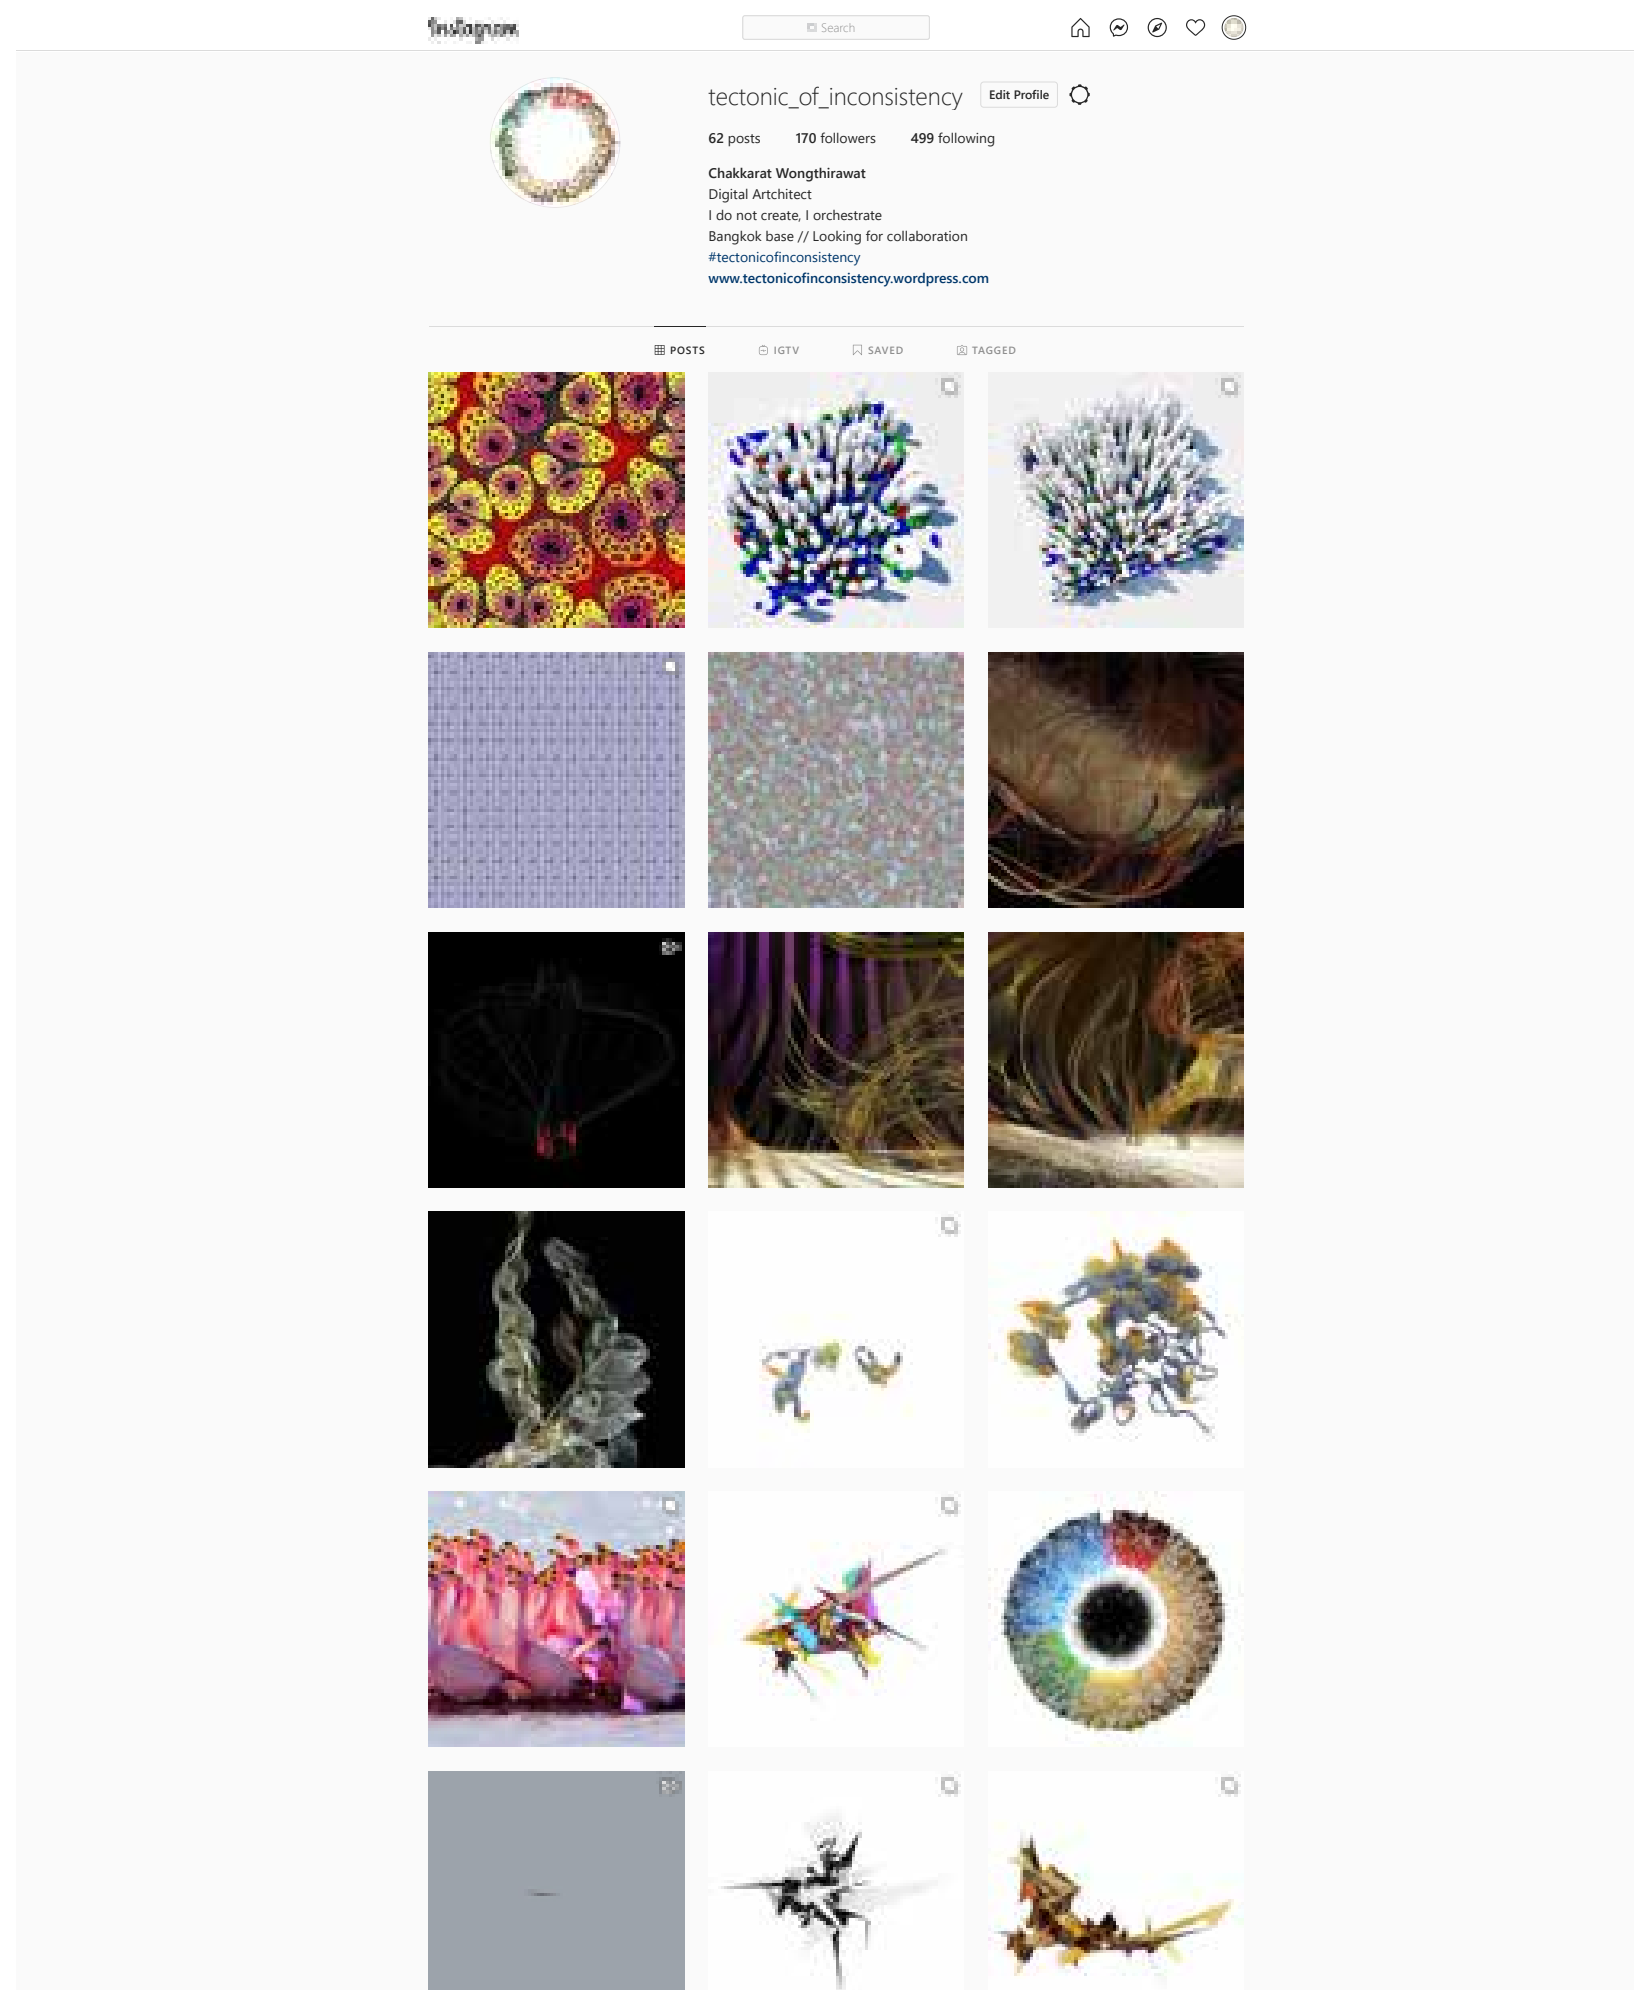 Instagram
Search
tectonic_of_inconsistency Edit Profile
62 posts 170 followers 499 following
Chakkarat Wongthirawat
Digital Artchitect
I do not create, I orchestrate
Bangkok base // Looking for collaboration
#tectonicofinconsistency
www.tectonicofinconsistency.wordpress.com
POSTS IGTV SAVED TAGGED